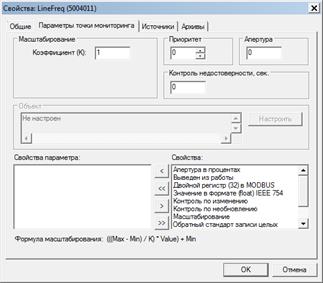 Свойства: LineFreq (5004011)
Общие Параметры точки мониторинга Источники Архивы
Масштабирование
Коэффициент (К): 1
Приоритет
0
Апертура
0
Контроль недостоверности, сек.
0
Объект
Не настроен
Настроить
Свойства параметра:
Свойства:
<
<<
>
>>
Апертура в процентах
Выведен из работы
Двойной регистр (32) в MODBUS
Значение в формате (float) IEEE 754
Контроль по изменению
Контроль по необновлению
Масштабирование
Обратный стандарт записи целых
Формула масштабирования: (((Max - Min) / K) * Value) + Min
OK Отмена